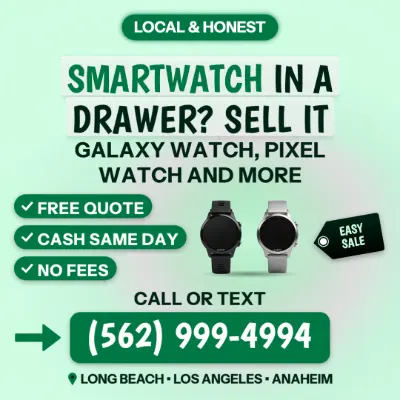 LOCAL & HONEST
SMARTWATCH IN A
DRAWER? SELL IT
GALAXY WATCH, PIXEL
WATCH AND MORE
FREE QUOTE
CASH SAME DAY
NO FEES
EASY
SALE
CALL OR TEXT
(562) 999-4994
LONG BEACH • LOS ANGELES • ANAHEIM